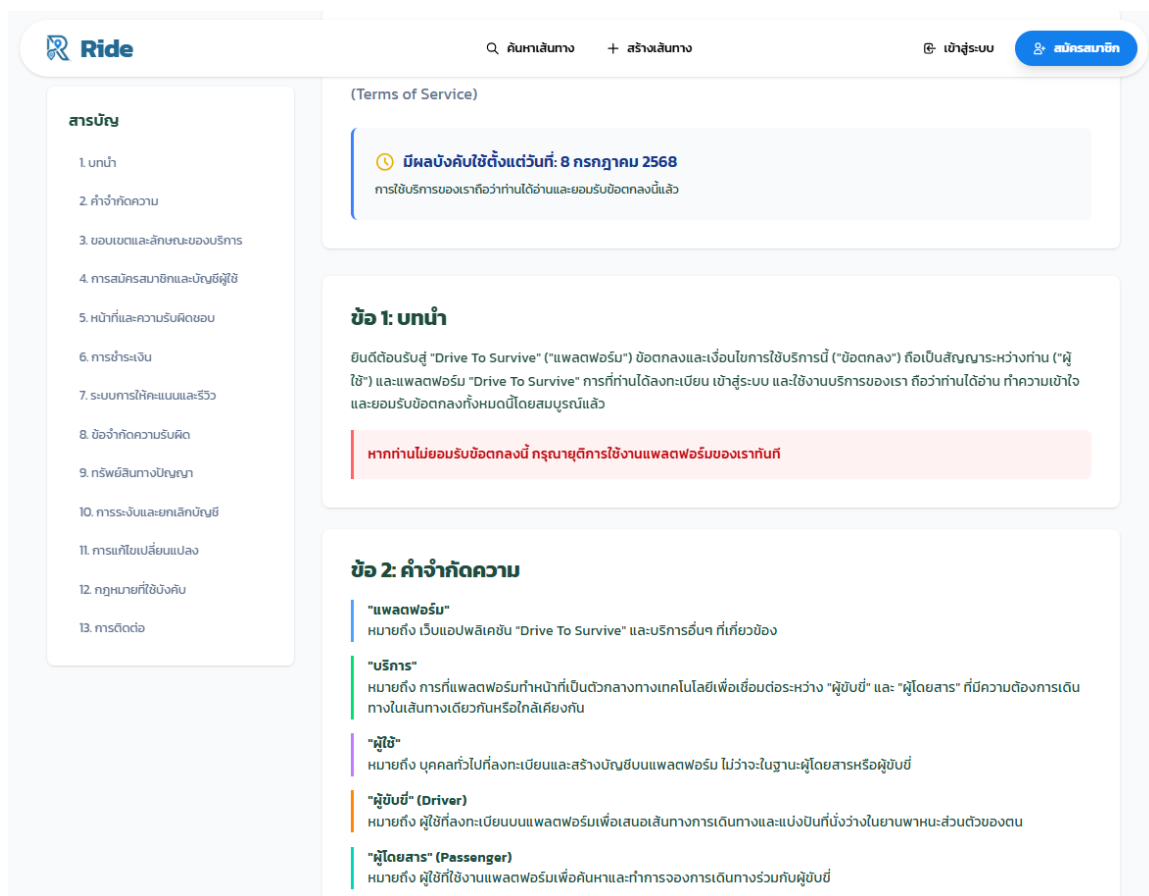 Ride
ค้นหาเส้นทาง
สร้างเส้นทาง
เข้าสู่ระบบ
สมัครสมาชิก
สารบัญ
1. บทนำ
2. คำจำกัดความ
3. ขอบเขตและลักษณะของบริการ
4. การสมัครสมาชิกและบัญชีผู้ใช้
5. หน้าที่และความรับผิดชอบ
6. การชำระเงิน
7. ระบบการให้คะแนนและรีวิว
8. ข้อจำกัดความรับผิด
9. ทรัพย์สินทางปัญญา
10. การระงับและยกเลิกบัญชี
11. การแก้ไขเปลี่ยนแปลง
12. กฎหมายที่ใช้บังคับ
13. การติดต่อ
(Terms of Service)
มีผลบังคับใช้ตั้งแต่วันที่: 8 กรกฎาคม 2568
การใช้บริการของเราถือว่าท่านได้อ่านและยอมรับข้อตกลงนี้แล้ว
ข้อ 1: บทนำ
ยินดีต้อนรับสู่ "Drive To Survive" ("แพลตฟอร์ม") ข้อตกลงและเงื่อนไขการใช้บริการนี้ ("ข้อตกลง") ถือเป็นสัญญาระหว่างท่าน ("ผู้
ใช้") และแพลตฟอร์ม "Drive To Survive" การที่ท่านได้ลงทะเบียน เข้าสู่ระบบ และใช้งานบริการของเรา ถือว่าท่านได้อ่าน ทำความเข้าใจ
และยอมรับข้อตกลงทั้งหมดนี้โดยสมบูรณ์แล้ว
หากท่านไม่ยอมรับข้อตกลงนี้ กรุณายุติการใช้งานแพลตฟอร์มของเราทันที
ข้อ 2: คำจำกัดความ
"แพลตฟอร์ม"
หมายถึง เว็บแอปพลิเคชัน "Drive To Survive" และบริการอื่นๆ ที่เกี่ยวข้อง
"บริการ"
หมายถึง การที่แพลตฟอร์มทำหน้าที่เป็นตัวกลางทางเทคโนโลยีเพื่อเชื่อมต่อระหว่าง "ผู้ขับขี่" และ "ผู้โดยสาร" ที่มีความต้องการเดิน
ทางในเส้นทางเดียวกันหรือใกล้เคียงกัน
"ผู้ใช้"
หมายถึง บุคคลทั่วไปที่ลงทะเบียนและสร้างบัญชีบนแพลตฟอร์ม ไม่ว่าจะในฐานะผู้โดยสารหรือผู้ขับขี่
"ผู้ขับขี่" (Driver)
หมายถึง ผู้ใช้ที่ลงทะเบียนบนแพลตฟอร์มเพื่อเสนอเส้นทางการเดินทางและแบ่งปันที่นั่งว่างในยานพาหนะส่วนตัวของตน
"ผู้โดยสาร" (Passenger)
หมายถึง ผู้ใช้ที่ใช้งานแพลตฟอร์มเพื่อค้นหาและทำการจองการเดินทางร่วมกับผู้ขับขี่